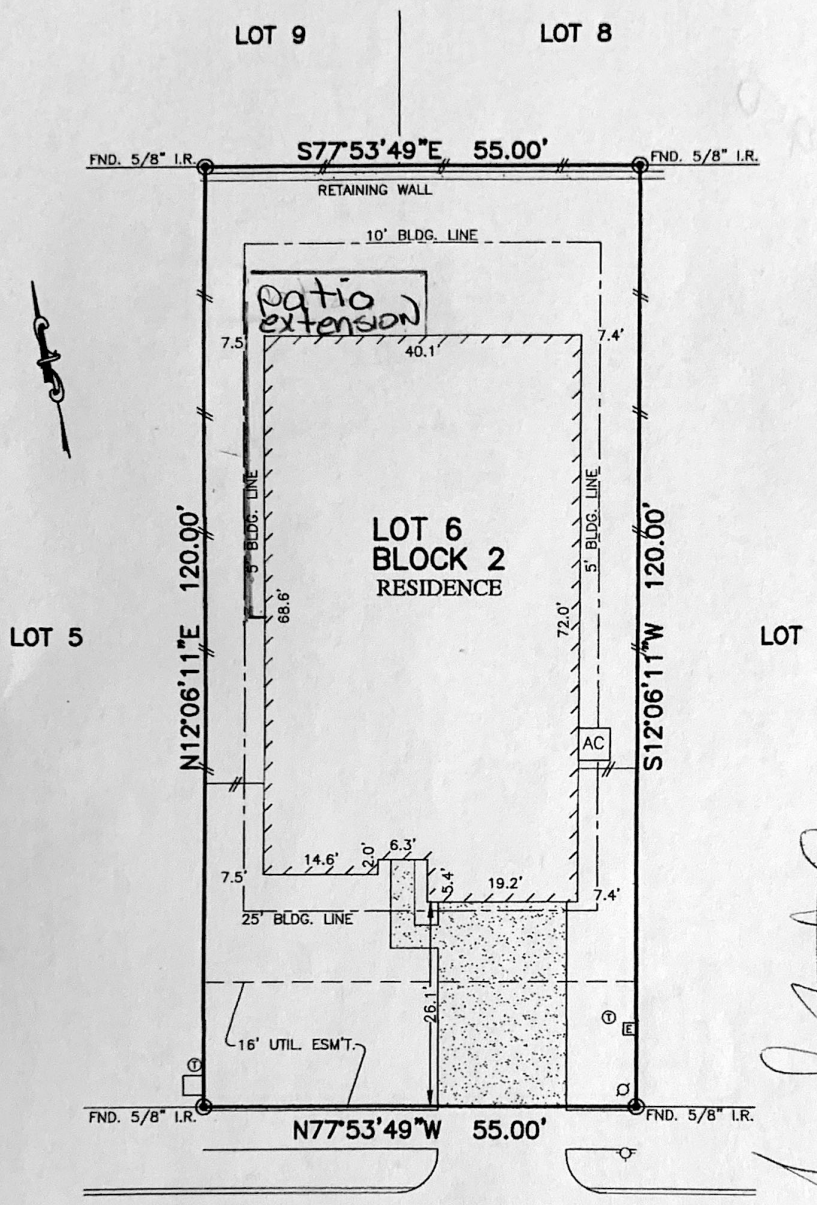 LOT 9
LOT 8
FND. 5/8" I.R.
S77°53'49"E 55.00'
FND. 5/8" I.R.
RETAINING WALL
10' BLDG. LINE
patio
extension
7.5'
40.1'
7.4'
5' BLDG. LINE
5' BLDG. LINE
N12°06'11"E 120.00'
S12°06'11"W 120.00'
LOT 6
BLOCK 2
RESIDENCE
68.6'
72.0'
LOT 5
LOT
AC
14.6'
2.0'
6.3'
7.5'
5.4'
19.2'
7.4'
25' BLDG. LINE
26.1'
16' UTIL. ESM'T.
T
T
E
FND. 5/8" I.R.
N77°53'49"W 55.00'
FND. 5/8" I.R.